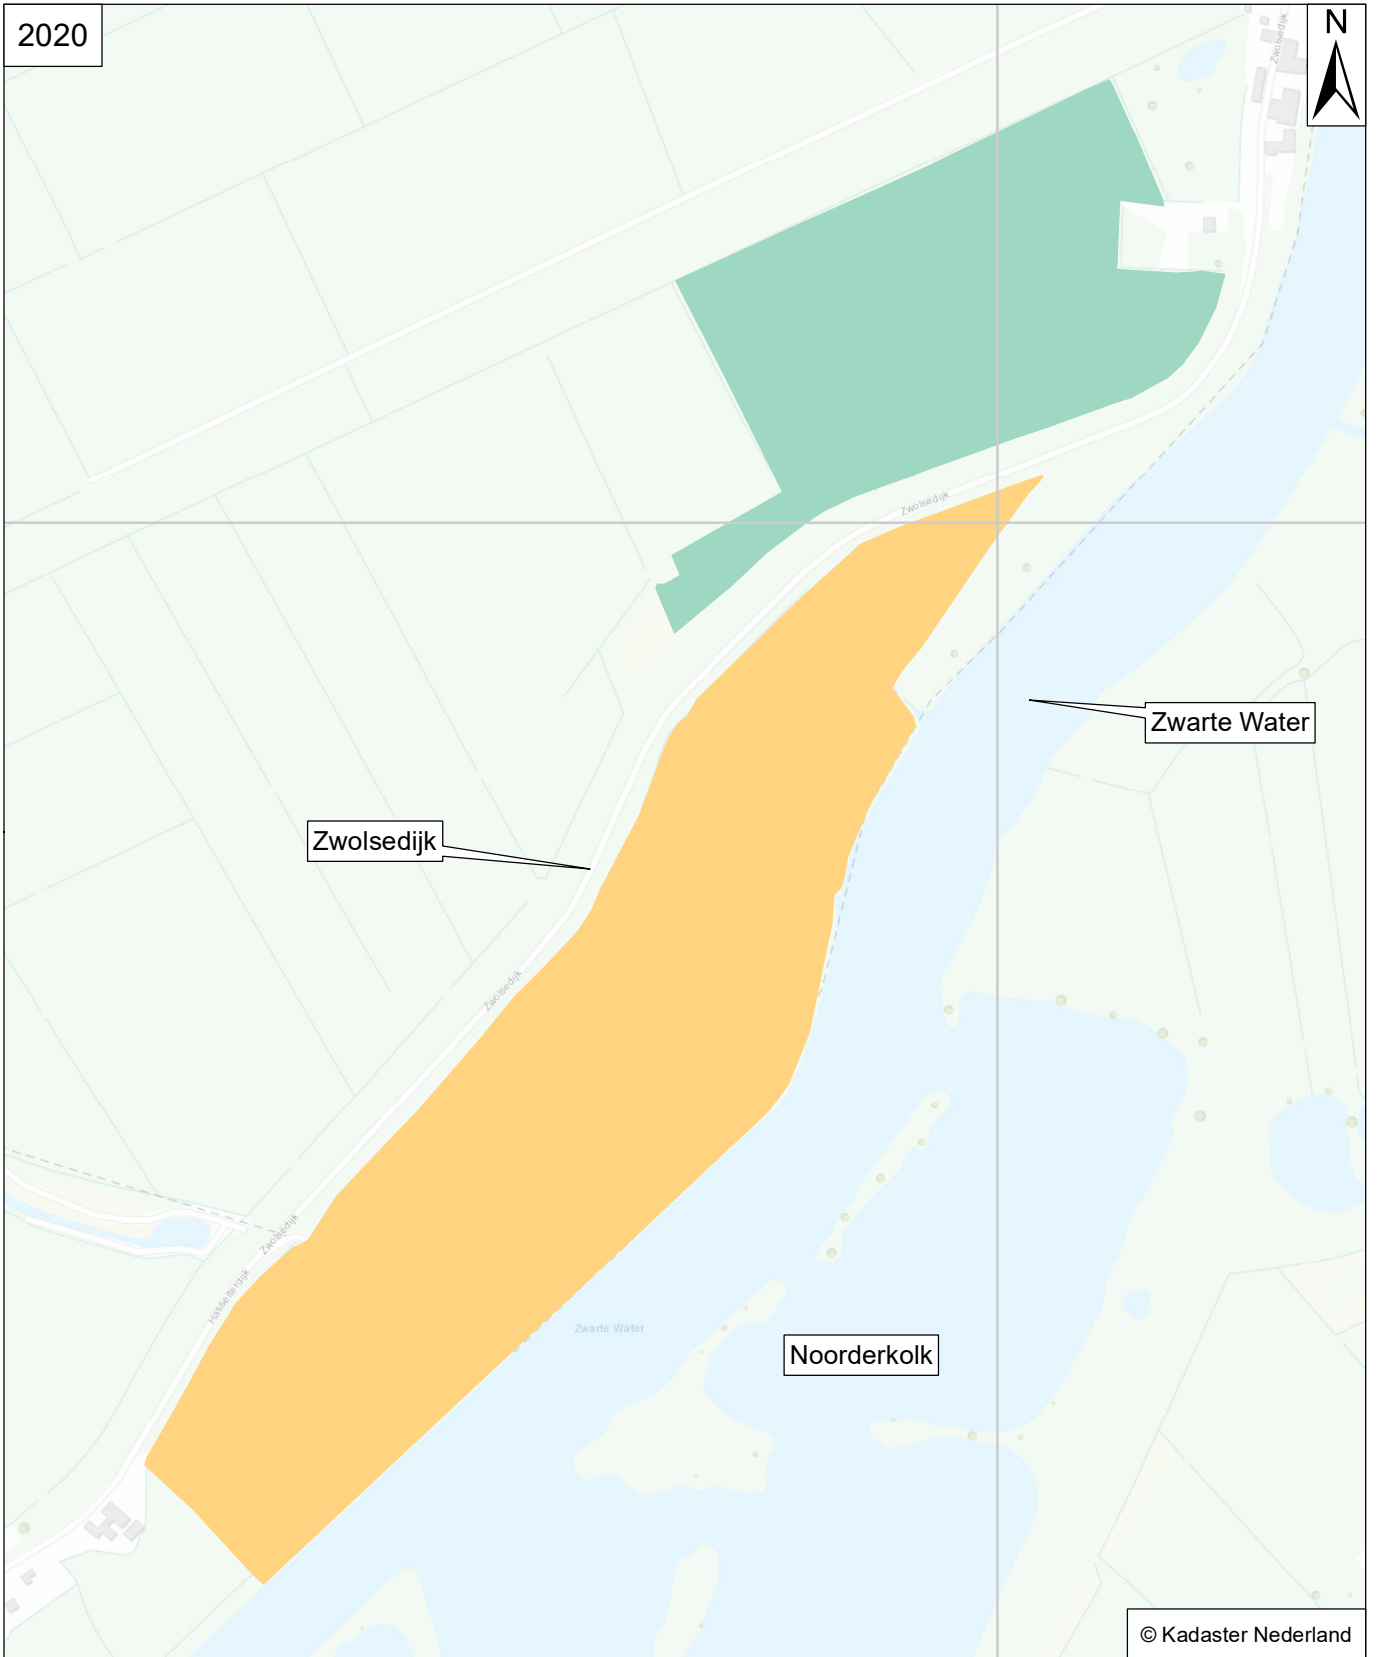 2020
N
Zwolsedijk
Zwolsedijk
Zwarte Water
Zwolsedijk
Zwolsedijk
Zwolsedijk
Hasselterdijk
Zwarte Water
Noorderkolk
© Kadaster Nederland